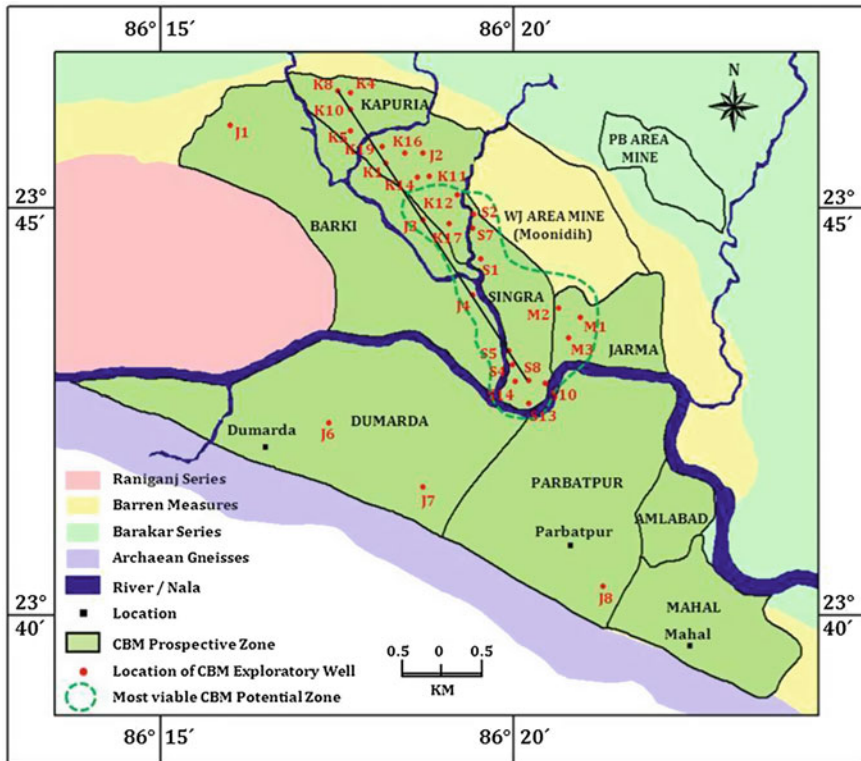 86° 15′ 86° 20′
N
K8 K4
KAPURIA
K10
J1
K5
K19 K16
J2
PB AREA
MINE
K1
K14 K11
23°
45′
23°
45′
K12
S2
WJ AREA MINE
(Moonidih)
BARKI
J3
K17
S7
S1
SINGRA
J4
M2
M1
M3
JARMA
S5
S4
S8
S10
S13
DUMARDA
Dumarda
J6
J7
PARBATPUR
AMLABAD
Parbatpur
J8
MAHAL
Mahal
23°
40′
23°
40′
Raniganj Series
Barren Measures
Barakar Series
Archaean Gneisses
River / Nala
Location
CBM Prospective Zone
Location of CBM Exploratory Well
Most viable CBM Potential Zone
0.5 0 0.5
KM
86° 15′ 86° 20′